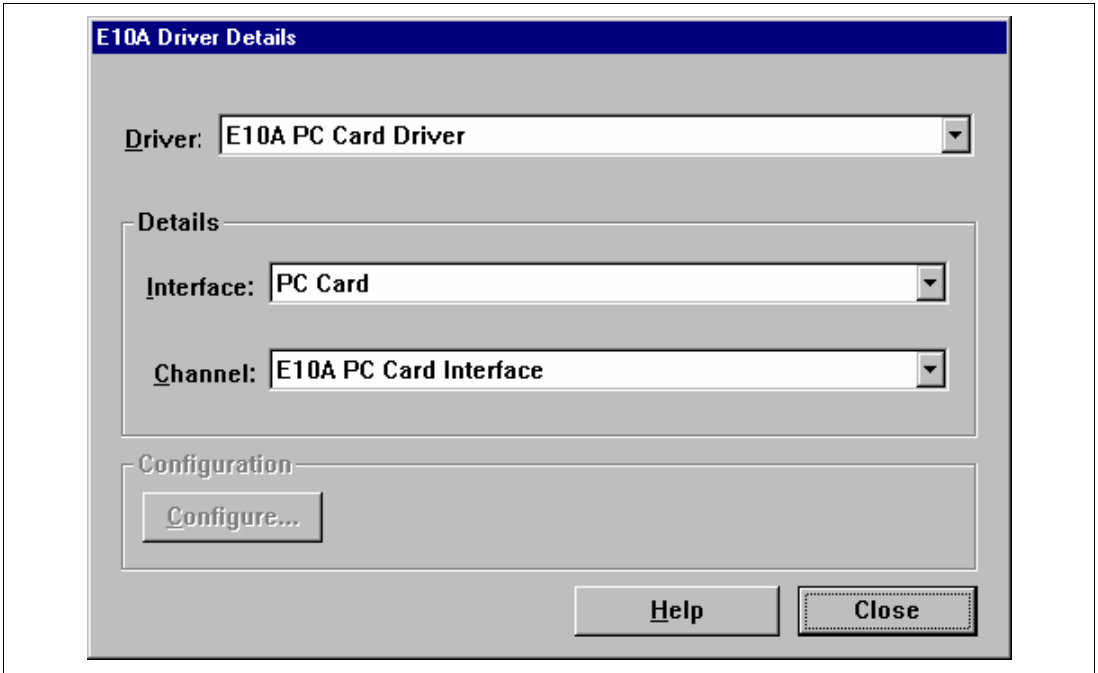 E10A Driver Details
Driver: E10A PC Card Driver
Details
Interface: PC Card
Channel: E10A PC Card Interface
Configuration
Configure...
Help Close